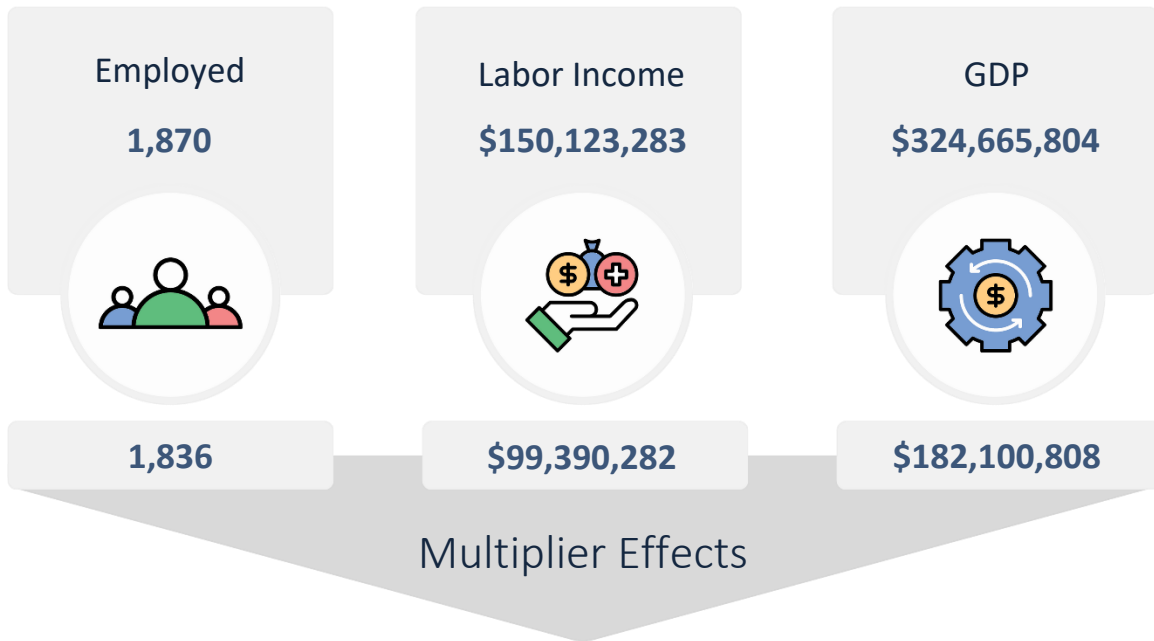 Employed
1,870
Labor Income
$150,123,283
GDP
$324,665,804
1,836
$99,390,282
$182,100,808
Multiplier Effects